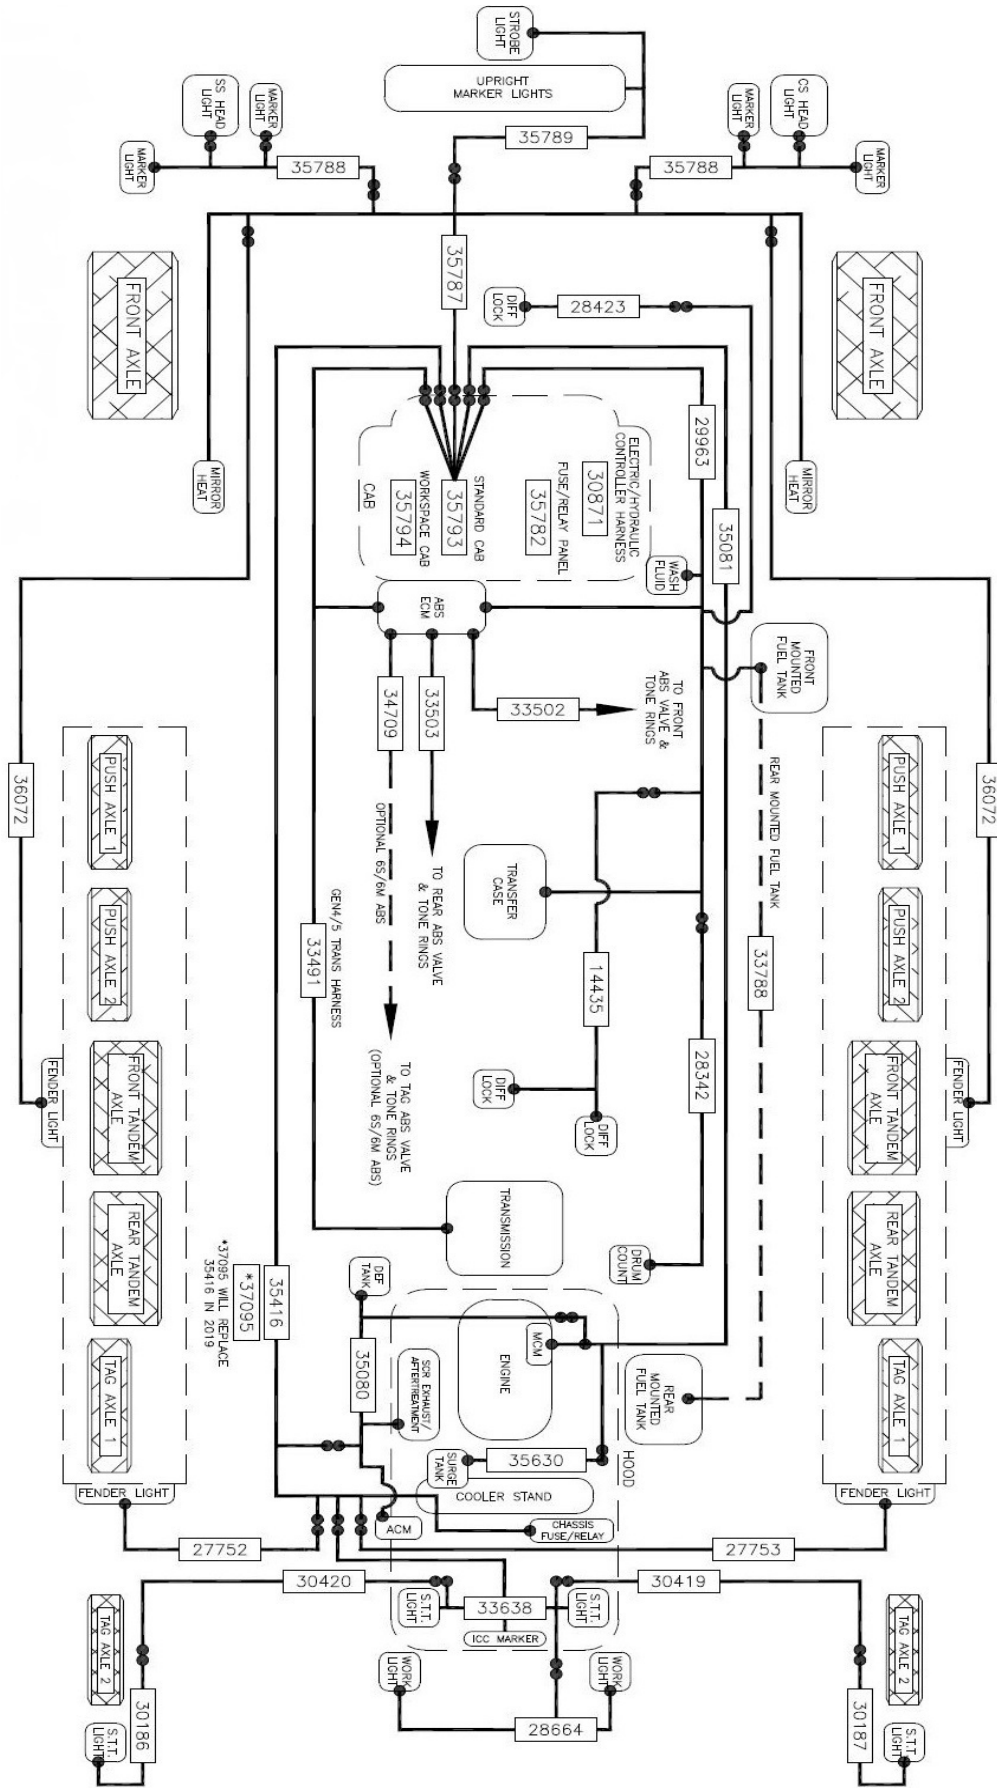 STROBE
LIGHT
UPRIGHT
MARKER LIGHTS
SS HEAD
LIGHT
MARKER
LIGHT
MARKER
LIGHT
35789
35788
35788
MARKER
LIGHT
CS HEAD
LIGHT
MARKER
LIGHT
35787
FRONT AXLE
FRONT AXLE
DIFF
LOCK
28423
MIRROR
HEAT
MIRROR
HEAT
29963
35081
ELECTRIC/HYDRAULIC
CONTROLLER HARNESS
30871
FUSE/RELAY PANEL
35782
STANDARD CAB
35793
WORKSPACE CAB
35794
CAB
WASH
FLUID
ABS
ECM
FRONT
MOUNTED
FUEL TANK
34709
33503
33502
TO FRONT
ABS VALVE &
TONE RINGS
36072
36072
PUSH AXLE 1
PUSH AXLE 1
REAR MOUNTED FUEL TANK
OPTIONAL 6S/6M ABS
TO REAR ABS VALVE
& TONE RINGS
TRANSFER
CASE
GEN4/5 TRANS HARNESS
33491
PUSH AXLE 2
PUSH AXLE 2
14435
33788
28342
TO TAG ABS VALVE
& TONE RINGS
(OPTIONAL 6S/6M ABS)
DIFF
LOCK
DIFF
LOCK
FENDER LIGHT
FENDER LIGHT
FRONT TANDEM
AXLE
FRONT TANDEM
AXLE
REAR TANDEM
AXLE
REAR TANDEM
AXLE
TRANSMISSION
DRUM
COUNT
*37095 WILL REPLACE
35416 IN 2019
*37095
35416
DEF
TANK
MCM
ENGINE
35080
SCR EXHAUST/
AFTERTREATMENT
REAR
MOUNTED
FUEL TANK
TAG AXLE 1
TAG AXLE 1
HOOD
SURGE
TANK
35630
COOLER STAND
FENDER LIGHT
FENDER LIGHT
ACM
CHASSIS
FUSE/RELAY
27752
27753
30420
30419
S.T.T.
LIGHT
33638
S.T.T.
LIGHT
ICC MARKER
TAG AXLE 2
TAG AXLE 2
WORK
LIGHT
WORK
LIGHT
28664
30186
30187
S.T.T.
LIGHT
S.T.T.
LIGHT